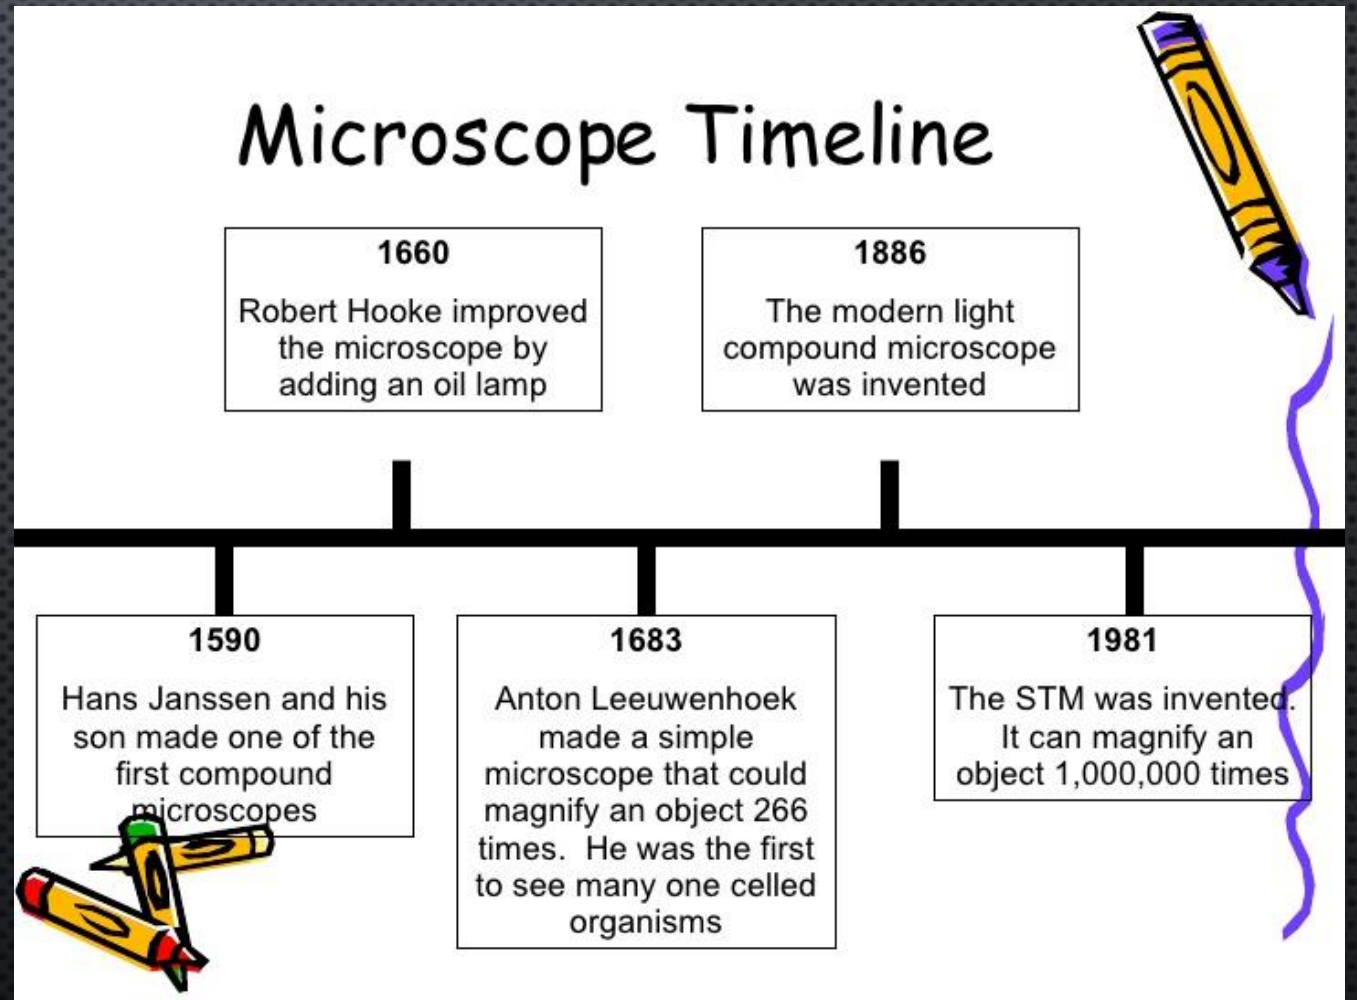 Microscope Timeline
1660
Robert Hooke improved
the microscope by
adding an oil lamp
1886
The modern light
compound microscope
was invented
1590
Hans Janssen and his
son made one of the
first compound
microscopes
1683
Anton Leeuwenhoek
made a simple
microscope that could
magnify an object 266
times.  He was the first
to see many one celled
organisms
1981
The STM was invented.
It can magnify an
object 1,000,000 times